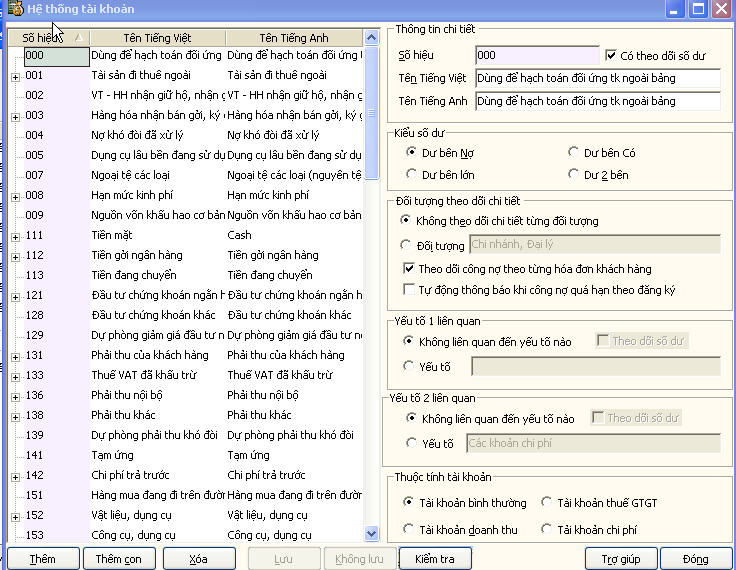 Hệ thống tài khoản
Số hiệu Tên Tiếng Việt Tên Tiếng Anh
000 Dùng để hạch toán đối ứng Dùng để hạch toán đối ứng
001 Tài sản đi thuê ngoài Tài sản đi thuê ngoài
002 VT - HH nhận giữ hộ, nhận VT - HH nhận giữ hộ, nhận
003 Hàng hóa nhận bán gởi, ký Hàng hóa nhận bán gởi, ký
004 Nợ khó đòi đã xử lý Nợ khó đòi đã xử lý
005 Dụng cụ lâu bền đang sử dụ Dụng cụ lâu bền đang sử dụ
007 Ngoại tệ các loại Ngoại tệ các loại (nguyên tệ
008 Hạn mức kinh phí Hạn mức kinh phí
009 Nguồn vốn khấu hao cơ bản Nguồn vốn khấu hao cơ bản
111 Tiền mặt Cash
112 Tiền gởi ngân hàng Tiền gởi ngân hàng
113 Tiền đang chuyển Tiền đang chuyển
121 Đầu tư chứng khoán ngắn h Đầu tư chứng khoán ngắn h
128 Đầu tư chứng khoán khác Đầu tư chứng khoán khác
129 Dự phòng giảm giá đầu tư n Dự phòng giảm giá đầu tư n
131 Phải thu của khách hàng Phải thu của khách hàng
133 Thuế VAT đã khấu trừ Thuế VAT đã khấu trừ
136 Phải thu nội bộ Phải thu nội bộ
138 Phải thu khác Phải thu khác
139 Dự phòng phải thu khó đòi Dự phòng phải thu khó đòi
141 Tạm ứng Tạm ứng
142 Chi phí trả trước Chi phí trả trước
151 Hàng mua đang đi trên đườn Hàng mua đang đi trên đườn
152 Vật liệu, dụng cụ Vật liệu, dụng cụ
153 Công cụ, dụng cụ Công cụ, dụng cụ
Thông tin chi tiết
Số hiệu 000 Có theo dõi số dư
Tên Tiếng Việt Dùng để hạch toán đối ứng tk ngoài bảng
Tên Tiếng Anh Dùng để hạch toán đối ứng tk ngoài bảng
Kiểu số dư
Dư bên Nợ Dư bên Có
Dư bên lớn Dư 2 bên
Đối tượng theo dõi chi tiết
Không theo dõi chi tiết từng đối tượng
Đối tượng Chi nhánh, Đại lý
Theo dõi công nợ theo từng hóa đơn khách hàng
Tự động thông báo khi công nợ quá hạn theo đăng ký
Yếu tố 1 liên quan
Không liên quan đến yếu tố nào Theo dõi số dư
Yếu tố
Yếu tố 2 liên quan
Không liên quan đến yếu tố nào Theo dõi số dư
Yếu tố Các khoản chi phí
Thuộc tính tài khoản
Tài khoản bình thường Tài khoản thuế GTGT
Tài khoản doanh thu Tài khoản chi phí
Thêm Thêm con Xóa Lưu Không lưu Kiểm tra Trợ giúp Đóng